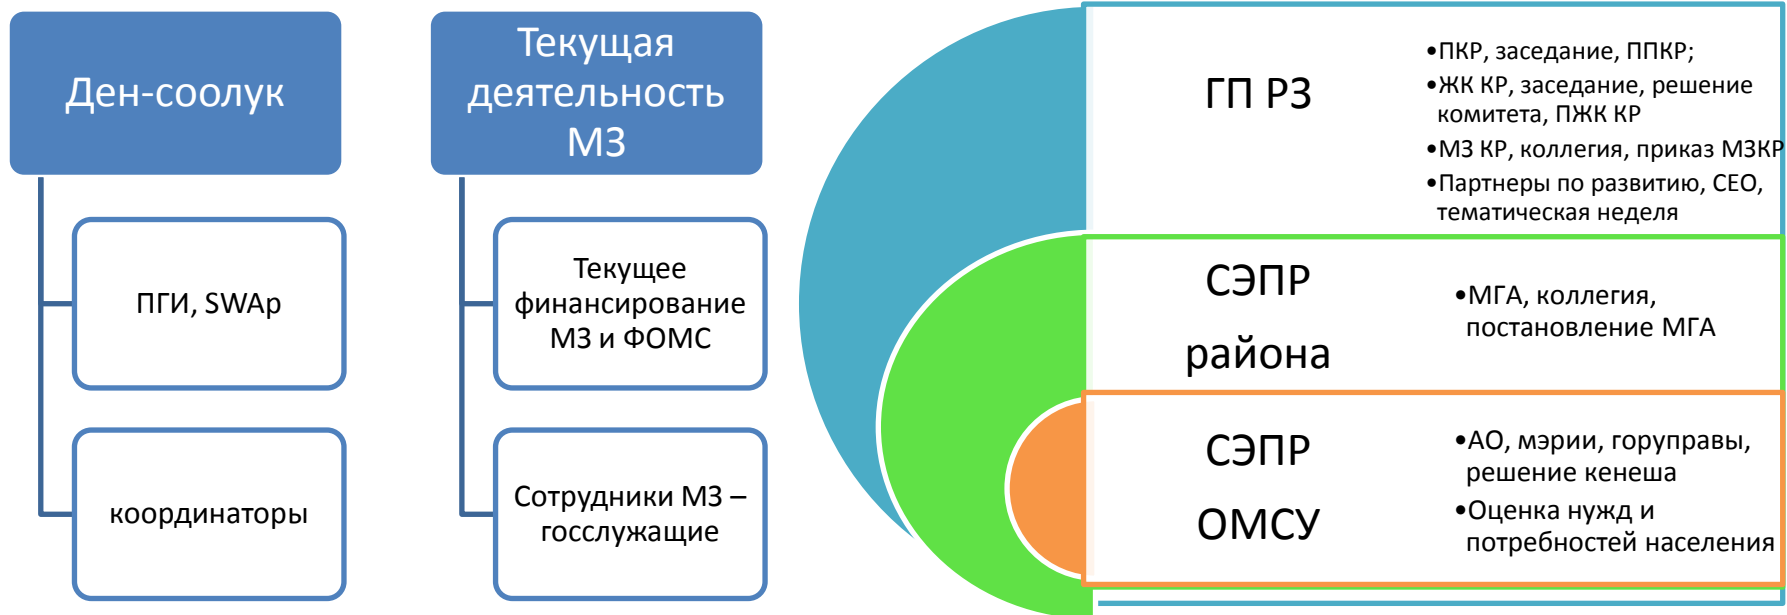 Ден-соолук
ПГИ, SWAp
координаторы
Текущая
деятельность
МЗ
Текущее
финансирование
МЗ и ФОМС
Сотрудники МЗ –
госслужащие
ГП РЗ
•ПКР, заседание, ППКР;
•ЖК КР, заседание, решение
комитета, ПЖК КР
•МЗ КР, коллегия, приказ МЗКР
•Партнеры по развитию, СЕО,
тематическая неделя
СЭПР
района
•МГА, коллегия,
постановление МГА
СЭПР
ОМСУ
•АО, мэрии, горуправы,
решение кенеша
•Оценка нужд и
потребностей населения